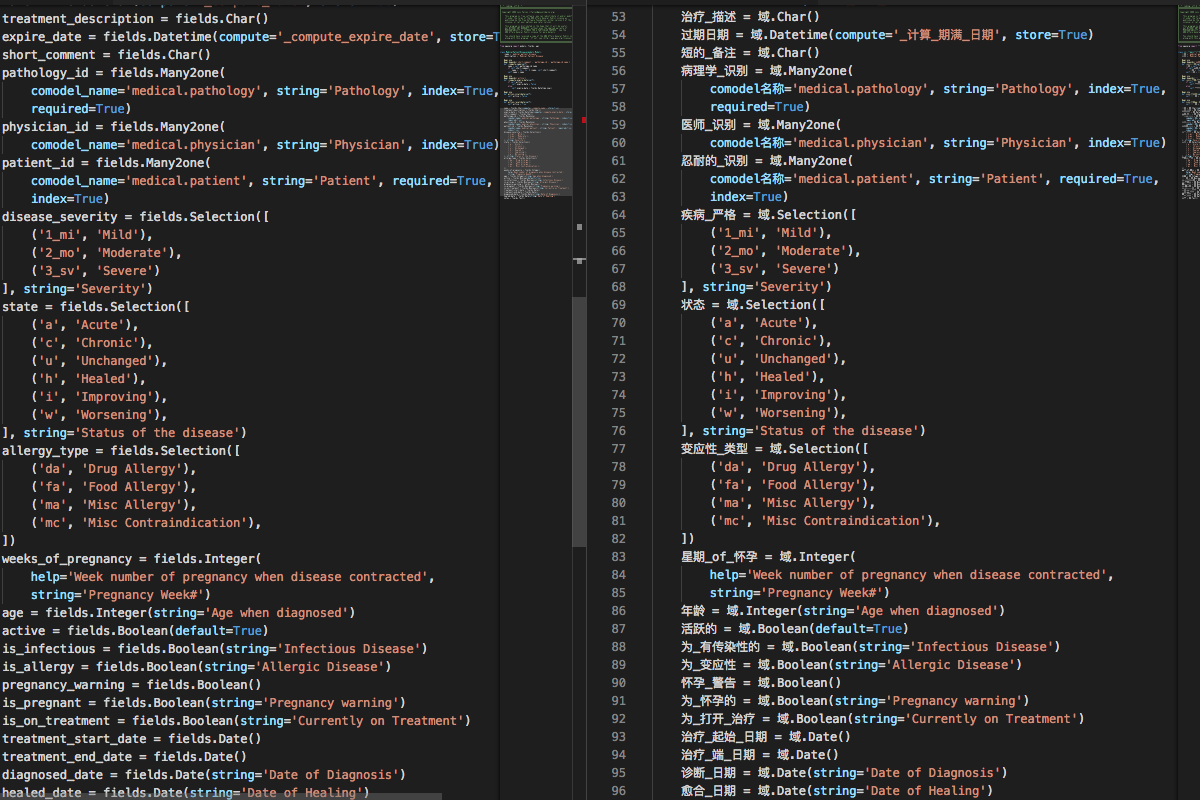 treatment_description = fields.Char()
expire_date = fields.Datetime(compute='_compute_expire_date', store=T
short_comment = fields.Char()
pathology_id = fields.Many2one(
comodel_name='medical.pathology', string='Pathology', index=True,
required=True)
physician_id = fields.Many2one(
comodel_name='medical.physician', string='Physician', index=True)
patient_id = fields.Many2one(
comodel_name='medical.patient', string='Patient', required=True,
index=True)
disease_severity = fields.Selection([
('1_mi', 'Mild'),
('2_mo', 'Moderate'),
('3_sv', 'Severe')
], string='Severity')
state = fields.Selection([
('a', 'Acute'),
('c', 'Chronic'),
('u', 'Unchanged'),
('h', 'Healed'),
('i', 'Improving'),
('w', 'Worsening'),
], string='Status of the disease')
allergy_type = fields.Selection([
('da', 'Drug Allergy'),
('fa', 'Food Allergy'),
('ma', 'Misc Allergy'),
('mc', 'Misc Contraindication'),
])
weeks_of_pregnancy = fields.Integer(
help='Week number of pregnancy when disease contracted',
string='Pregnancy Week#')
age = fields.Integer(string='Age when diagnosed')
active = fields.Boolean(default=True)
is_infectious = fields.Boolean(string='Infectious Disease')
is_allergy = fields.Boolean(string='Allergic Disease')
pregnancy_warning = fields.Boolean()
is_pregnant = fields.Boolean(string='Pregnancy warning')
is_on_treatment = fields.Boolean(string='Currently on Treatment')
treatment_start_date = fields.Date()
treatment_end_date = fields.Date()
diagnosed_date = fields.Date(string='Date of Diagnosis')
healed_date = fields.Date(string='Date of Healing')
53 治疗_描述 = 域.Char()
54 过期日期 = 域.Datetime(compute='_计算_期满_日期', store=True)
55 短的_备注 = 域.Char()
56 病理学_识别 = 域.Many2one(
57 comodel名称='medical.pathology', string='Pathology', index=True,
58 required=True)
59 医师_识别 = 域.Many2one(
60 comodel名称='medical.physician', string='Physician', index=True)
61 忍耐的_识别 = 域.Many2one(
62 comodel名称='medical.patient', string='Patient', required=True,
63 index=True)
64 疾病_严格 = 域.Selection([
65 ('1_mi', 'Mild'),
66 ('2_mo', 'Moderate'),
67 ('3_sv', 'Severe')
68 ], string='Severity')
69 状态 = 域.Selection([
70 ('a', 'Acute'),
71 ('c', 'Chronic'),
72 ('u', 'Unchanged'),
73 ('h', 'Healed'),
74 ('i', 'Improving'),
75 ('w', 'Worsening'),
76 ], string='Status of the disease')
77 变应性_类型 = 域.Selection([
78 ('da', 'Drug Allergy'),
79 ('fa', 'Food Allergy'),
80 ('ma', 'Misc Allergy'),
81 ('mc', 'Misc Contraindication'),
82 ])
83 星期_of_怀孕 = 域.Integer(
84 help='Week number of pregnancy when disease contracted',
85 string='Pregnancy Week#')
86 年龄 = 域.Integer(string='Age when diagnosed')
87 活跃的 = 域.Boolean(default=True)
88 为_有传染性的 = 域.Boolean(string='Infectious Disease')
89 为_变应性 = 域.Boolean(string='Allergic Disease')
90 怀孕_警告 = 域.Boolean()
91 为_怀孕的 = 域.Boolean(string='Pregnancy warning')
92 为_打开_治疗 = 域.Boolean(string='Currently on Treatment')
93 治疗_起始_日期 = 域.Date()
94 治疗_端_日期 = 域.Date()
95 诊断_日期 = 域.Date(string='Date of Diagnosis')
96 愈合_日期 = 域.Date(string='Date of Healing')